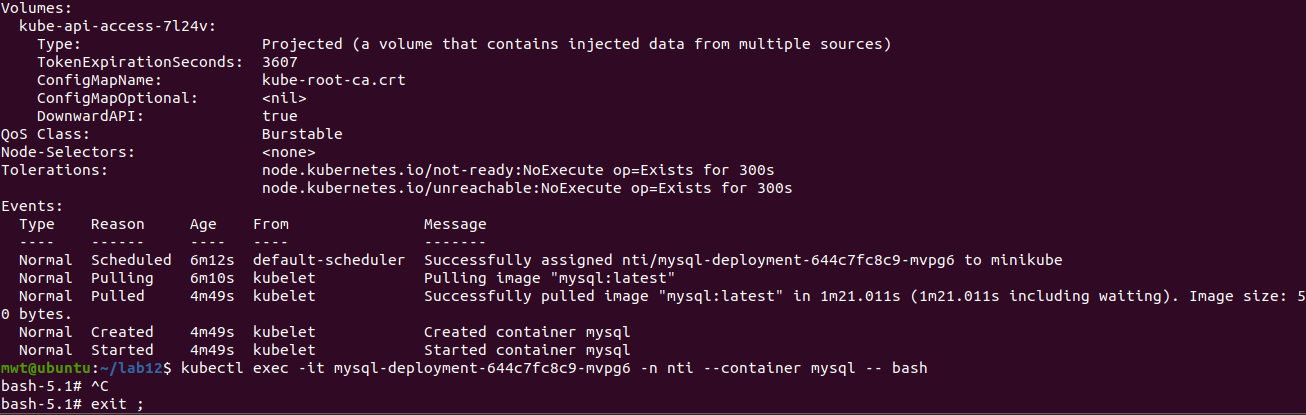 Volumes:
  kube-api-access-7l24v:
    Type:                    Projected (a volume that contains injected data from multiple sources)
    TokenExpirationSeconds:  3607
    ConfigMapName:           kube-root-ca.crt
    ConfigMapOptional:       <nil>
    DownwardAPI:             true
QoS Class:                   Burstable
Node-Selectors:              <none>
Tolerations:                 node.kubernetes.io/not-ready:NoExecute op=Exists for 300s
                             node.kubernetes.io/unreachable:NoExecute op=Exists for 300s
Events:
  Type    Reason     Age    From               Message
  ----    ------     ----   ----               -------
  Normal  Scheduled  6m12s  default-scheduler  Successfully assigned nti/mysql-deployment-644c7fc8c9-mvpg6 to minikube
  Normal  Pulling    6m10s  kubelet            Pulling image "mysql:latest"
  Normal  Pulled     4m49s  kubelet            Successfully pulled image "mysql:latest" in 1m21.011s (1m21.011s including waiting). Image size: 5
0 bytes.
  Normal  Created    4m49s  kubelet            Created container mysql
  Normal  Started    4m49s  kubelet            Started container mysql
mwt@ubuntu:~/lab12$ kubectl exec -it mysql-deployment-644c7fc8c9-mvpg6 -n nti --container mysql -- bash
bash-5.1# ^C
bash-5.1# exit ;